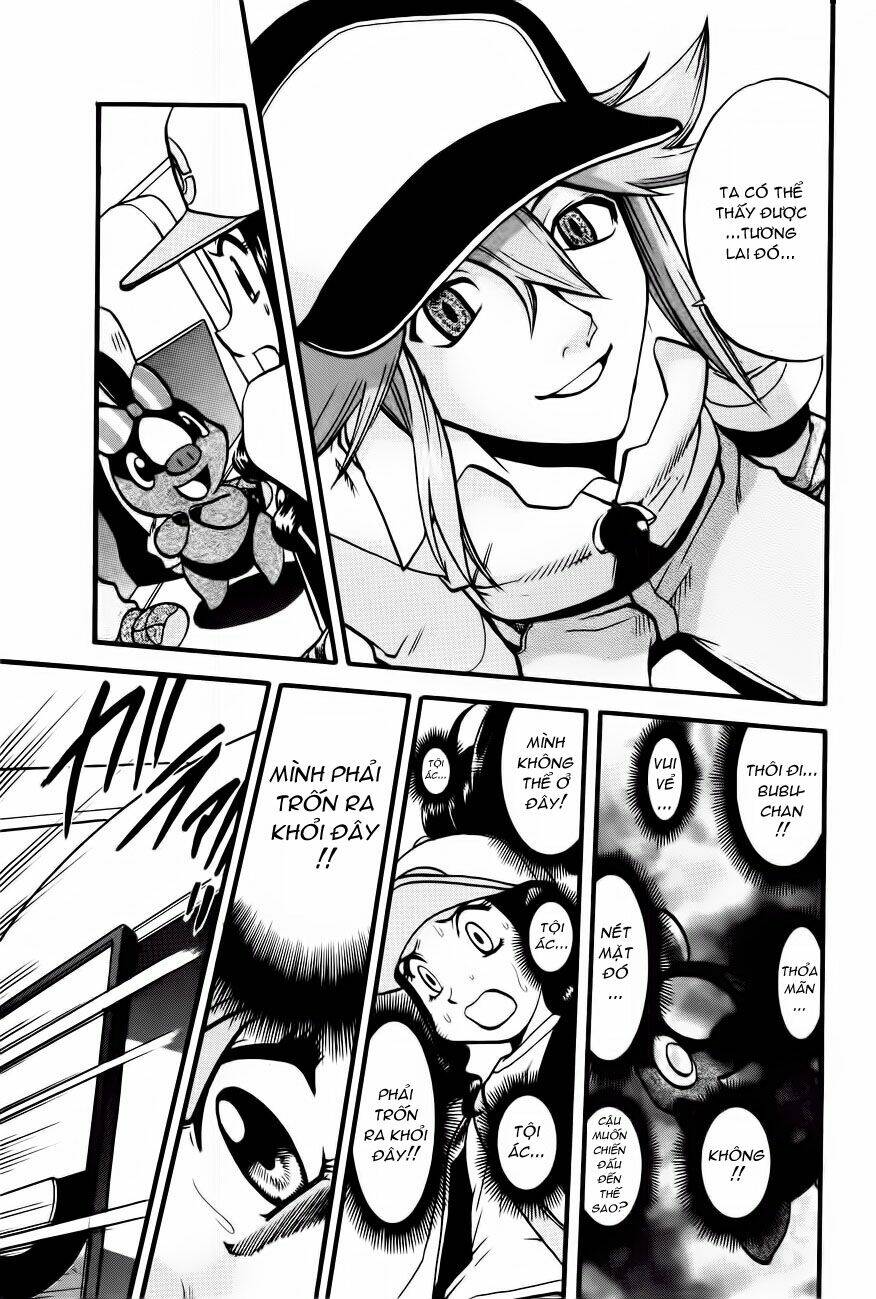 TA CÓ THỂ
THẤY ĐƯỢC
...TƯƠNG
LAI ĐÓ...
THÔI ĐI...
BUBU-
CHAN
!!
VUI
VẺ
...
THỎA
MÃN
...
NÉT
MẶT
ĐÓ
...
KHÔNG
!!
CẬU
MUỐN
CHIẾN
ĐẤU
ĐẾN
THẾ
SAO?
MÌNH
KHÔNG
THỂ Ở
ĐÂY!
TỘI
ÁC...
TỘI
ÁC...
TỘI
ÁC...
PHẢI
TRỐN
RA KHỎI
ĐÂY!!
MÌNH PHẢI
TRỐN RA
KHỎI ĐÂY
!!